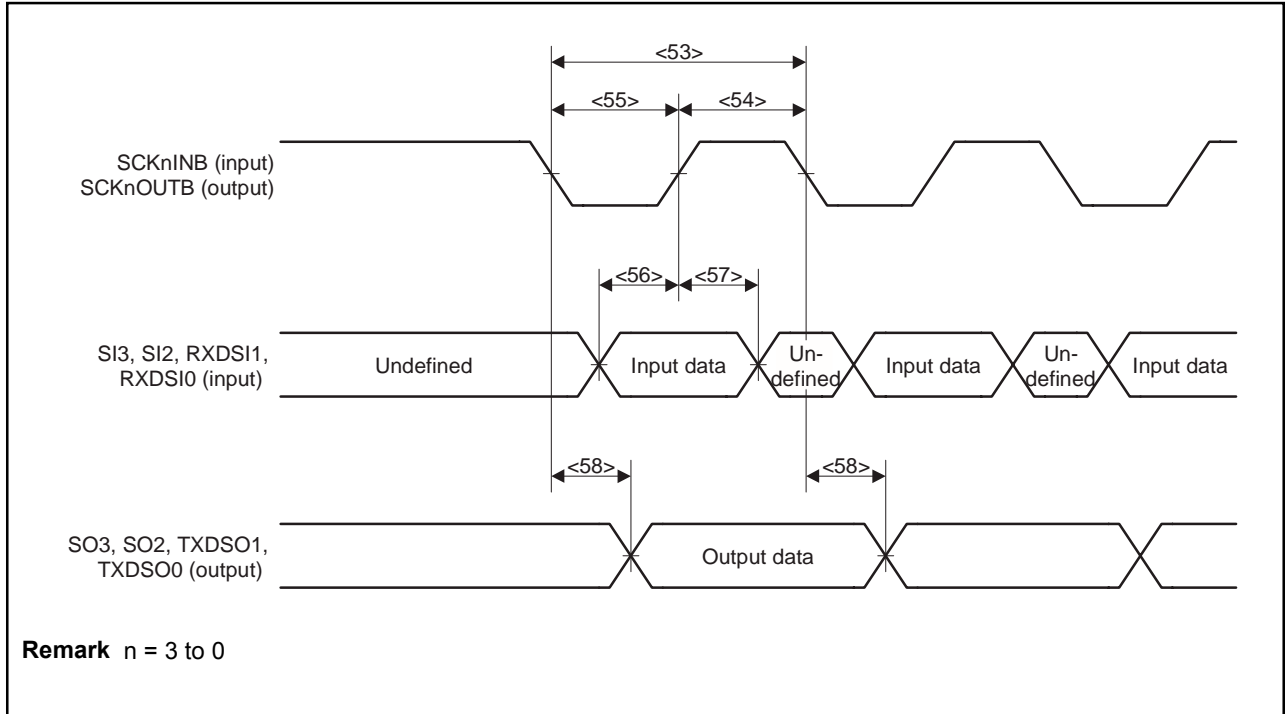 <53>
<55>
<54>
SCKnINB (input)
SCKnOUTB (output)
<56>
<57>
SI3, SI2, RXDSI1,
RXDSI0 (input)
Undefined
Input data
Un-
defined
Input data
Un-
defined
Input data
<58>
<58>
SO3, SO2, TXDSO1,
TXDSO0 (output)
Output data
Remark n = 3 to 0